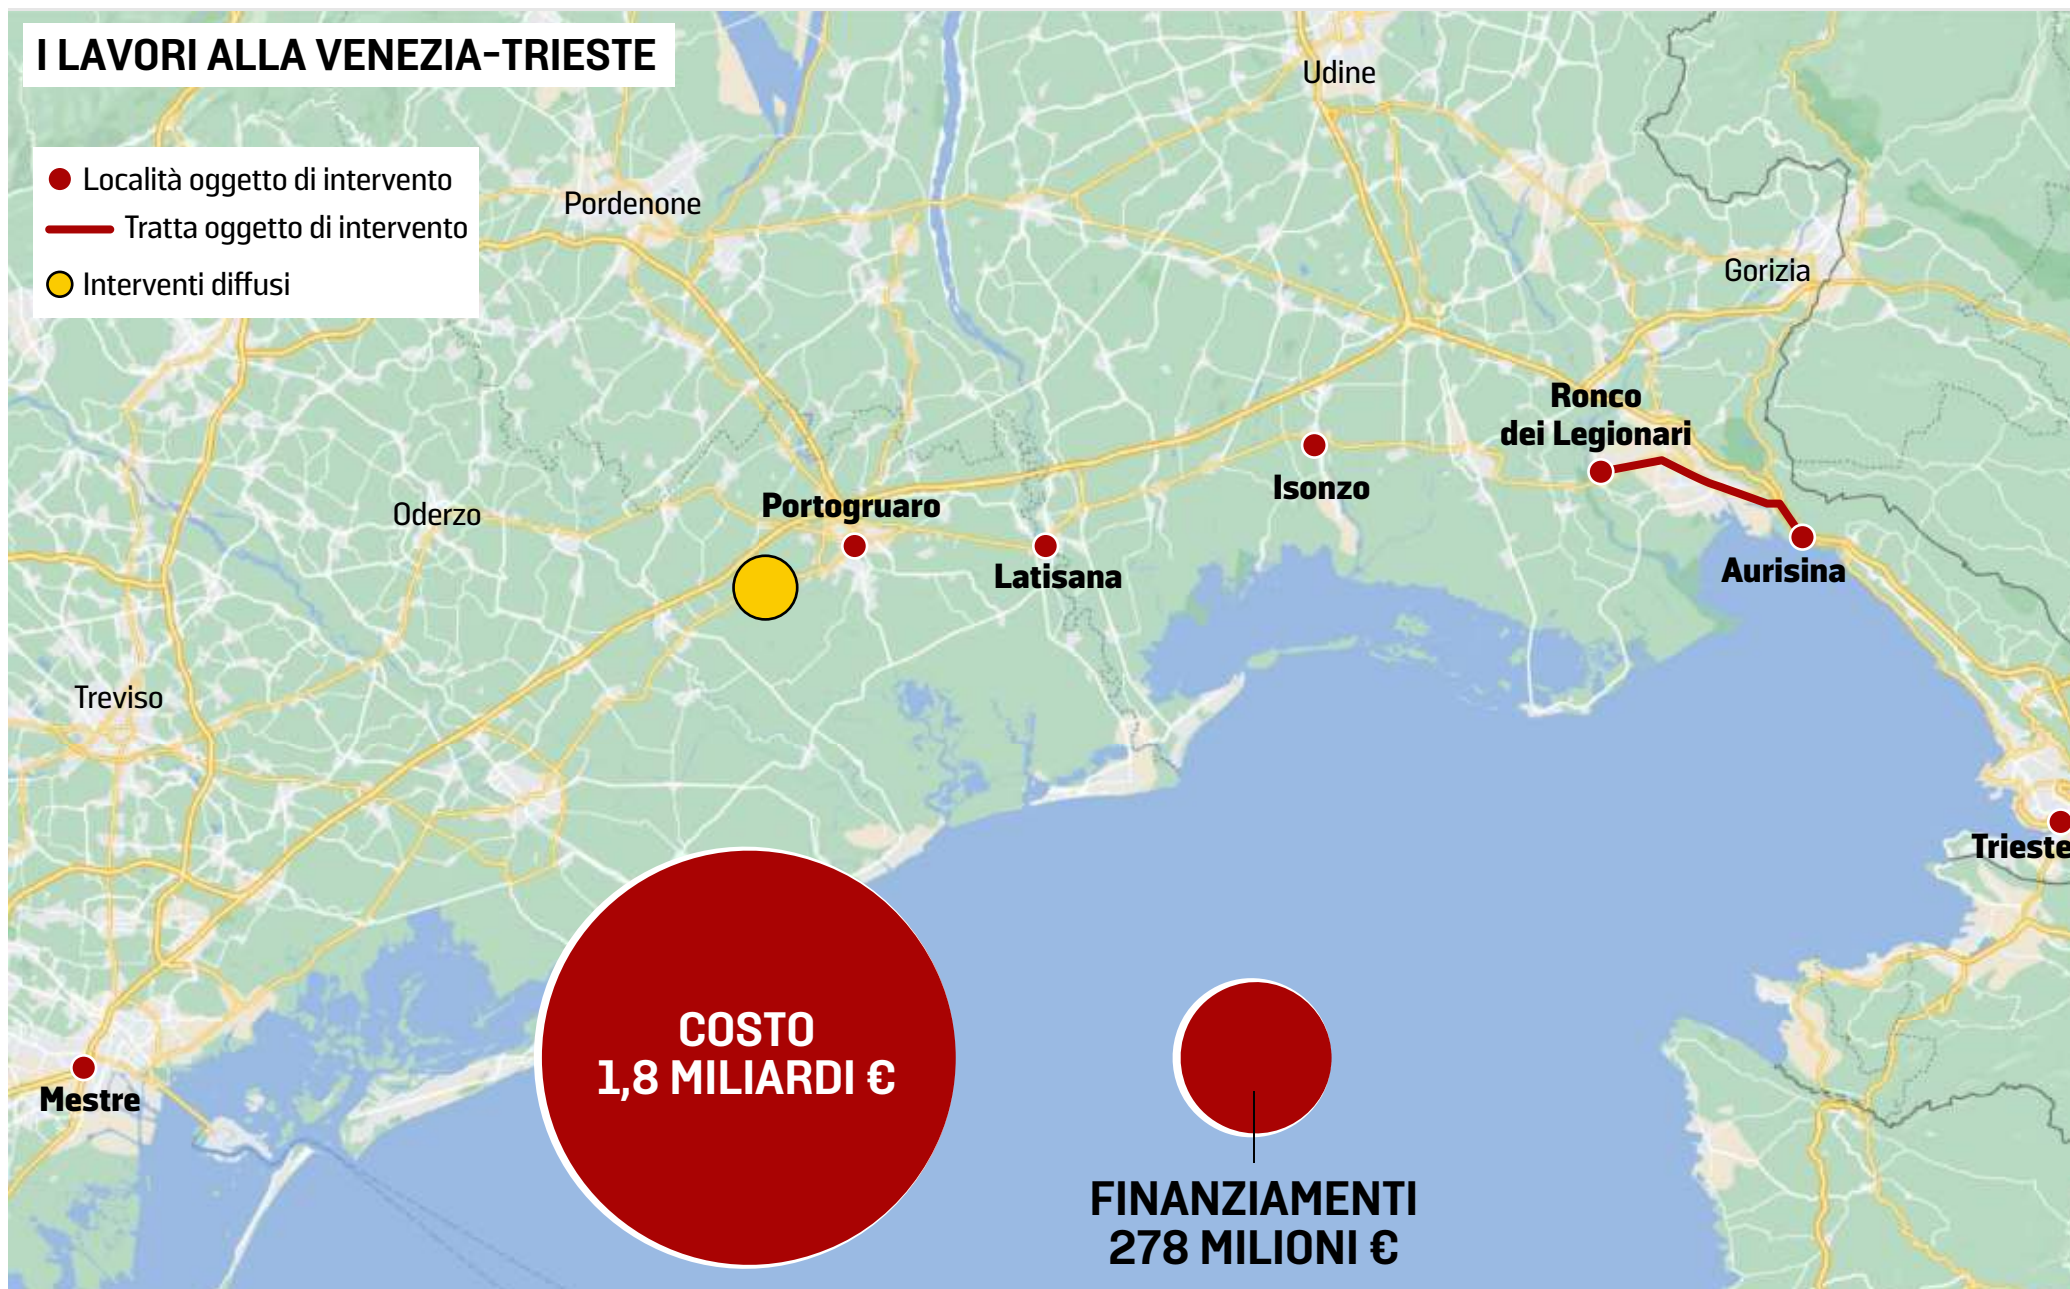 I LAVORI ALLA VENEZIA-TRIESTE
Località oggetto di intervento
Tratta oggetto di intervento
Interventi diffusi
Udine
Pordenone
Gorizia
Ronco
dei Legionari
Isonzo
Portogruaro
Oderzo
Latisana
Aurisina
Treviso
Trieste
COSTO
1,8 MILIARDI €
Mestre
FINANZIAMENTI
278 MILIONI €